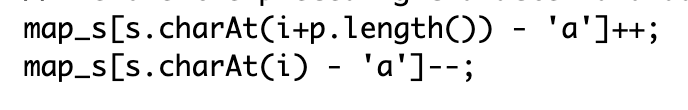 map_s[s.charAt(i+p.length()) - 'a']++;
map_s[s.charAt(i) - 'a']--;